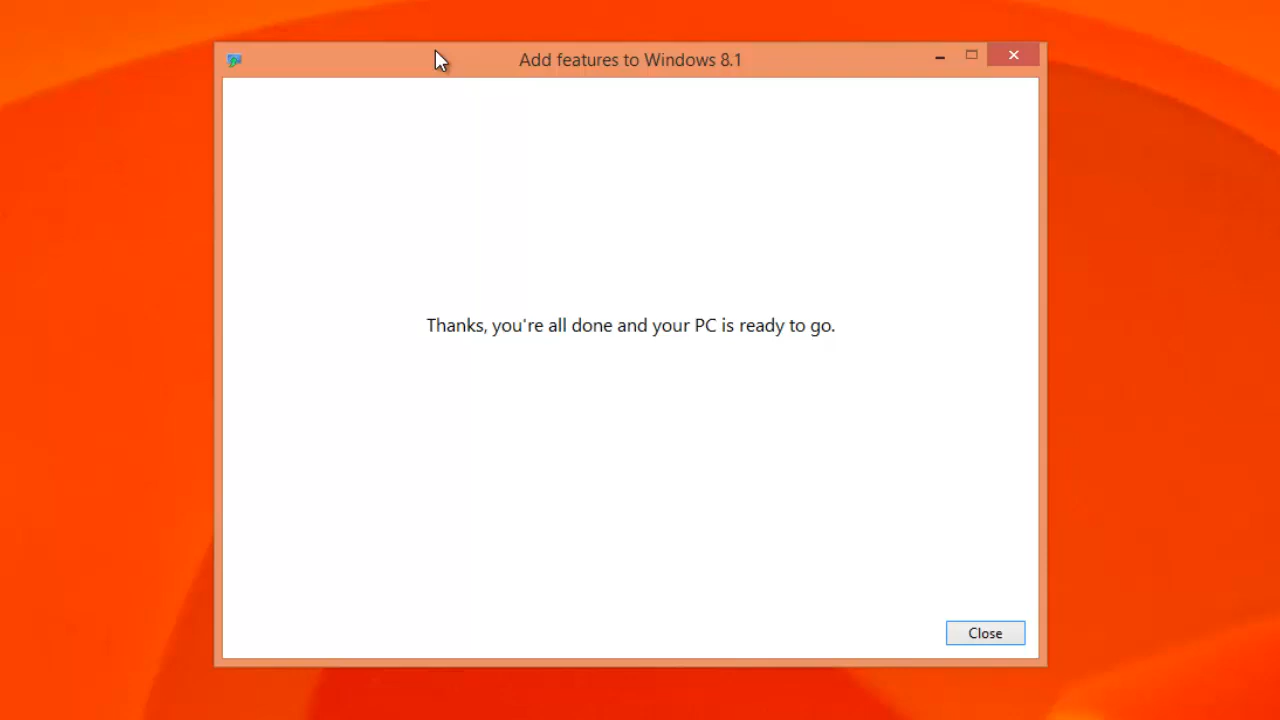 Add features to Windows 8.1
Thanks, you're all done and your PC is ready to go.
Close